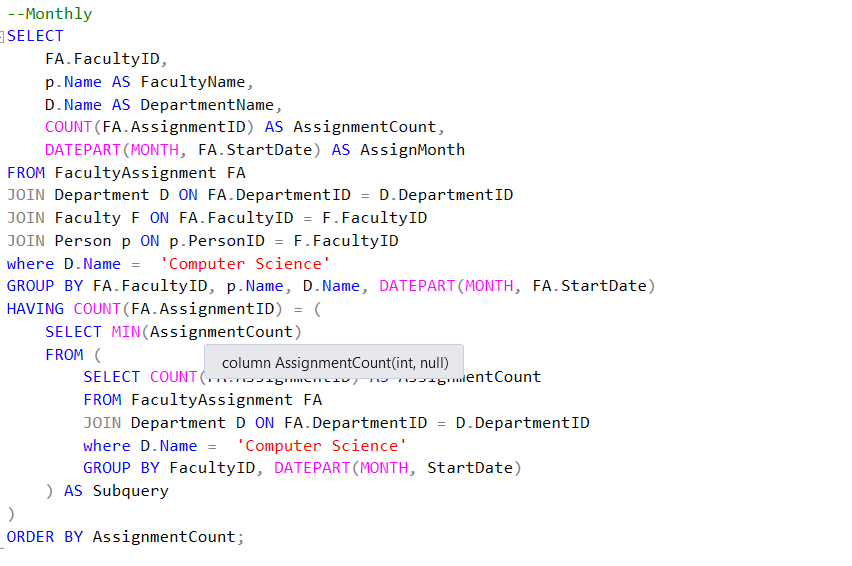 --Monthly
SELECT
    FA.FacultyID,
    p.Name AS FacultyName,
    D.Name AS DepartmentName,
    COUNT(FA.AssignmentID) AS AssignmentCount,
    DATEPART(MONTH, FA.StartDate) AS AssignMonth
FROM FacultyAssignment FA
JOIN Department D ON FA.DepartmentID = D.DepartmentID
JOIN Faculty F ON FA.FacultyID = F.FacultyID
JOIN Person p ON p.PersonID = F.FacultyID
where D.Name =  'Computer Science'
GROUP BY FA.FacultyID, p.Name, D.Name, DATEPART(MONTH, FA.StartDate)
HAVING COUNT(FA.AssignmentID) = (
    SELECT MIN(AssignmentCount)
    FROM (
column AssignmentCount(int, null)
        SELECT COUNT(FA.AssignmentID) AS AssignmentCount
        FROM FacultyAssignment FA
        JOIN Department D ON FA.DepartmentID = D.DepartmentID
        where D.Name =  'Computer Science'
        GROUP BY FacultyID, DATEPART(MONTH, StartDate)
    ) AS Subquery
)
ORDER BY AssignmentCount;